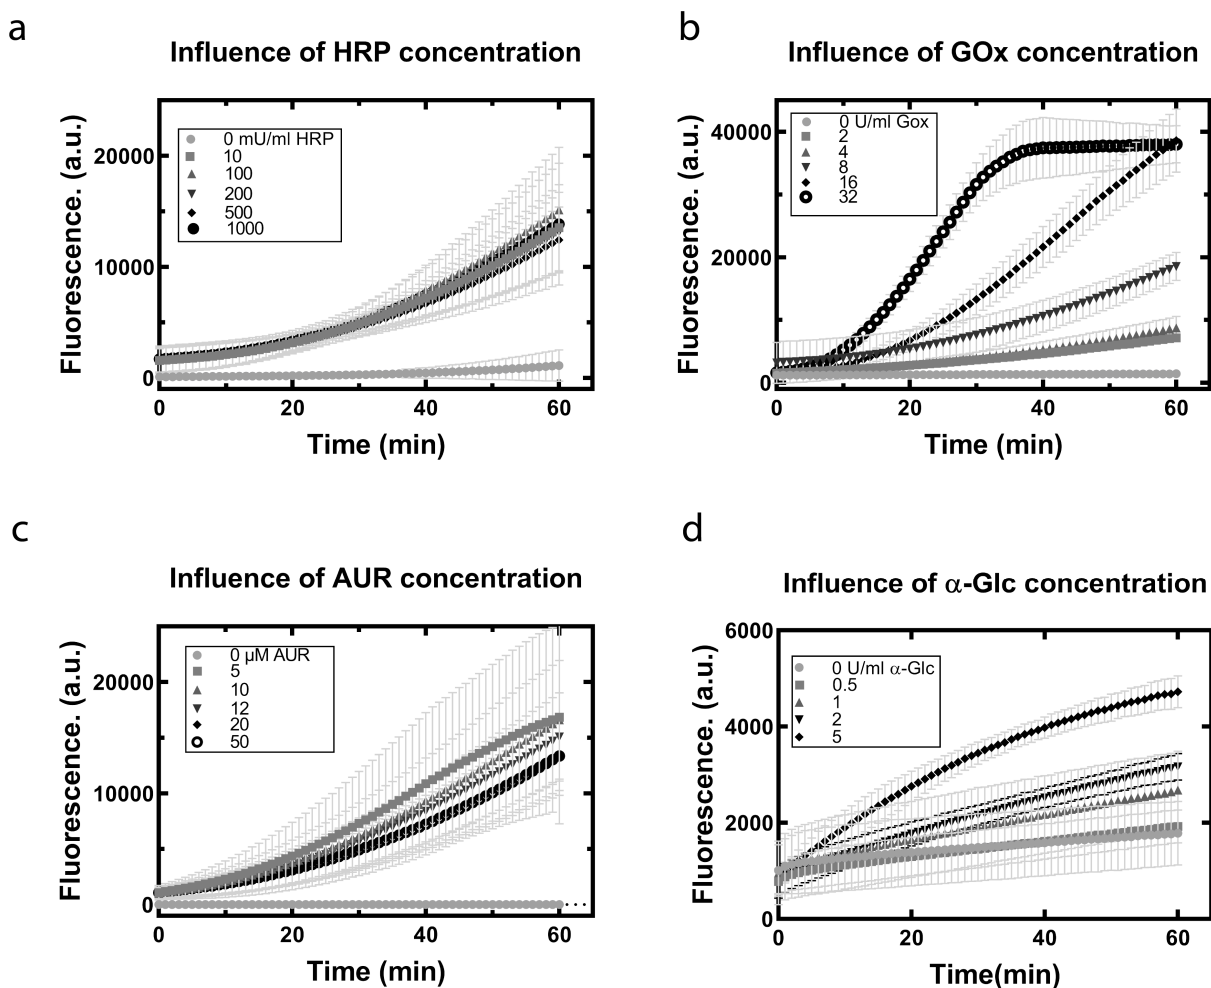 a
Influence of HRP concentration
Fluorescence. (a.u.)
20000
10000
0
0 mU/ml HRP
10
100
200
500
1000
0 20 40 60
Time (min)
b
Influence of GOx concentration
Fluorescence. (a.u.)
40000
20000
0
0 U/ml Gox
2
4
8
16
32
0 20 40 60
Time (min)
c
Influence of AUR concentration
Fluorescence. (a.u.)
20000
10000
0
0 µM AUR
5
10
12
20
50
0 20 40 60
Time (min)
d
Influence of α-Glc concentration
Fluorescence. (a.u.)
6000
4000
2000
0
0 U/ml α-Glc
0.5
1
2
5
0 20 40 60
Time(min)